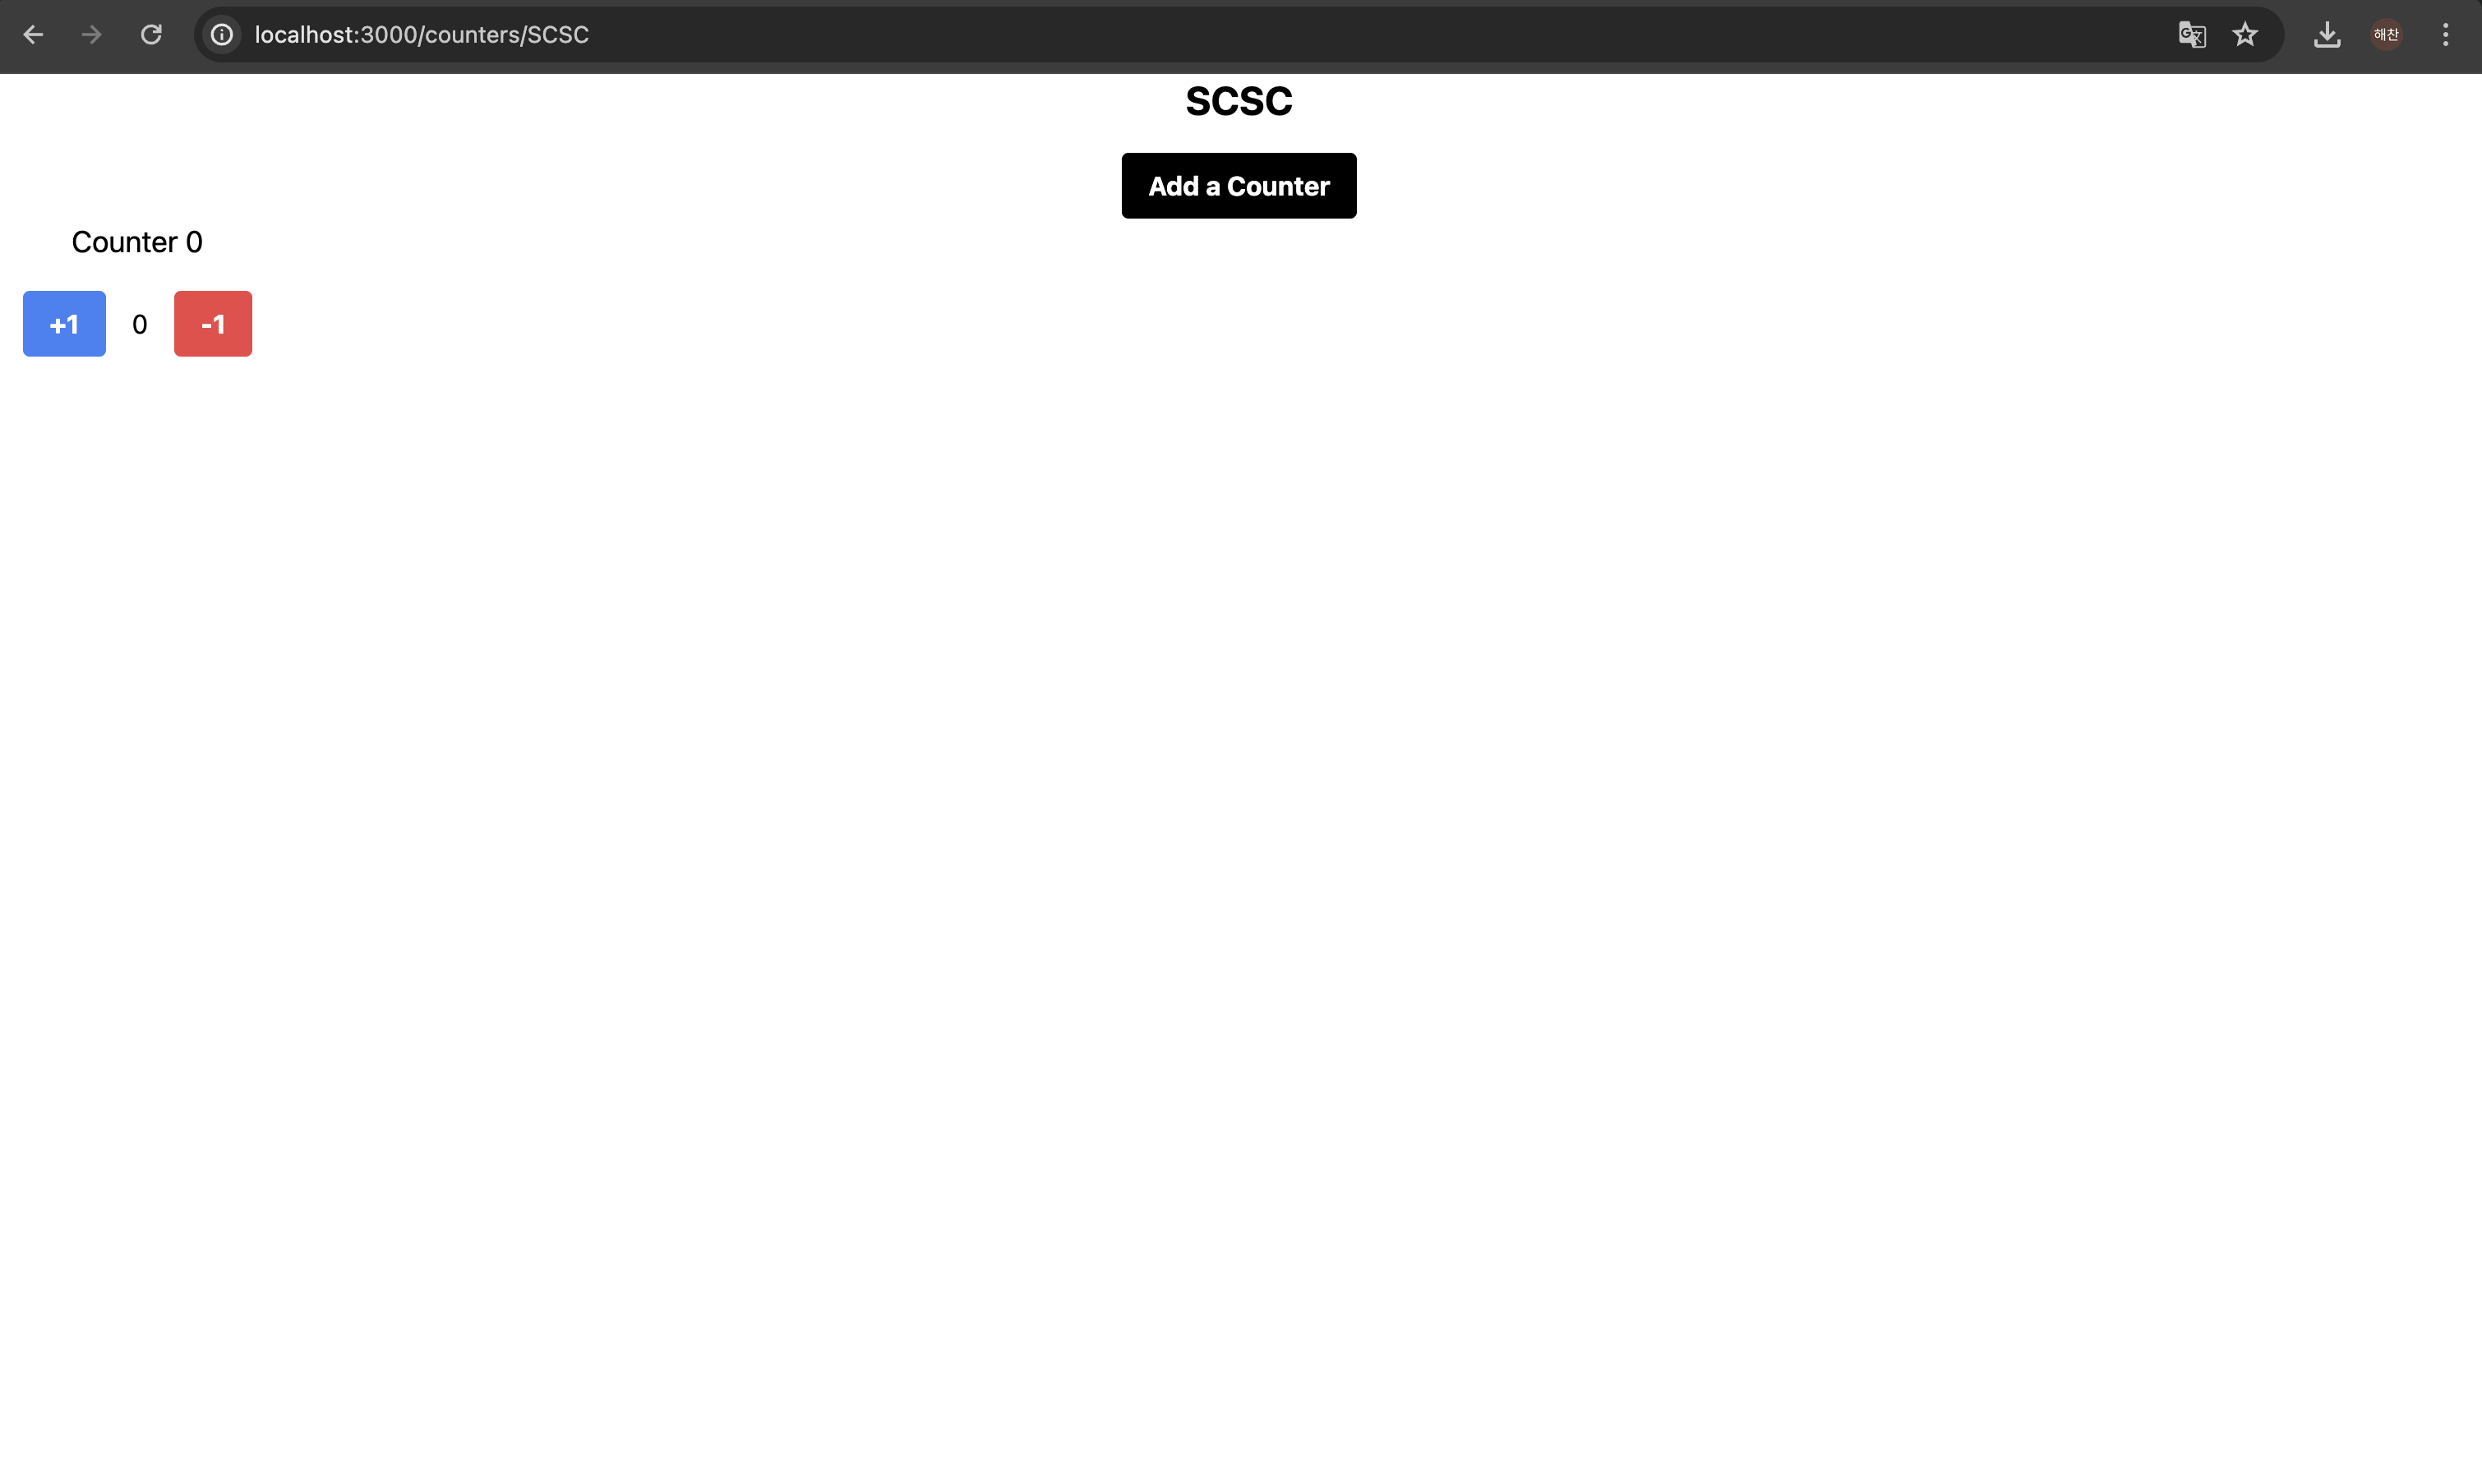 localhost:3000/counters/SCSC
해찬
SCSC
Add a Counter
Counter 0
+1 0 -1